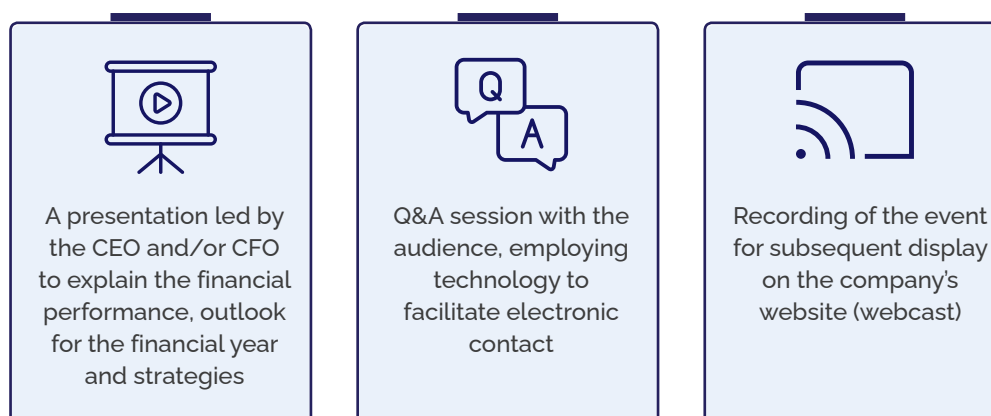 A presentation led by
the CEO and/or CFO
to explain the financial
performance, outlook
for the financial year
and strategies
Q
A
Q&A session with the
audience, employing
technology to
facilitate electronic
contact
Recording of the event
for subsequent display
on the company's
website (webcast)